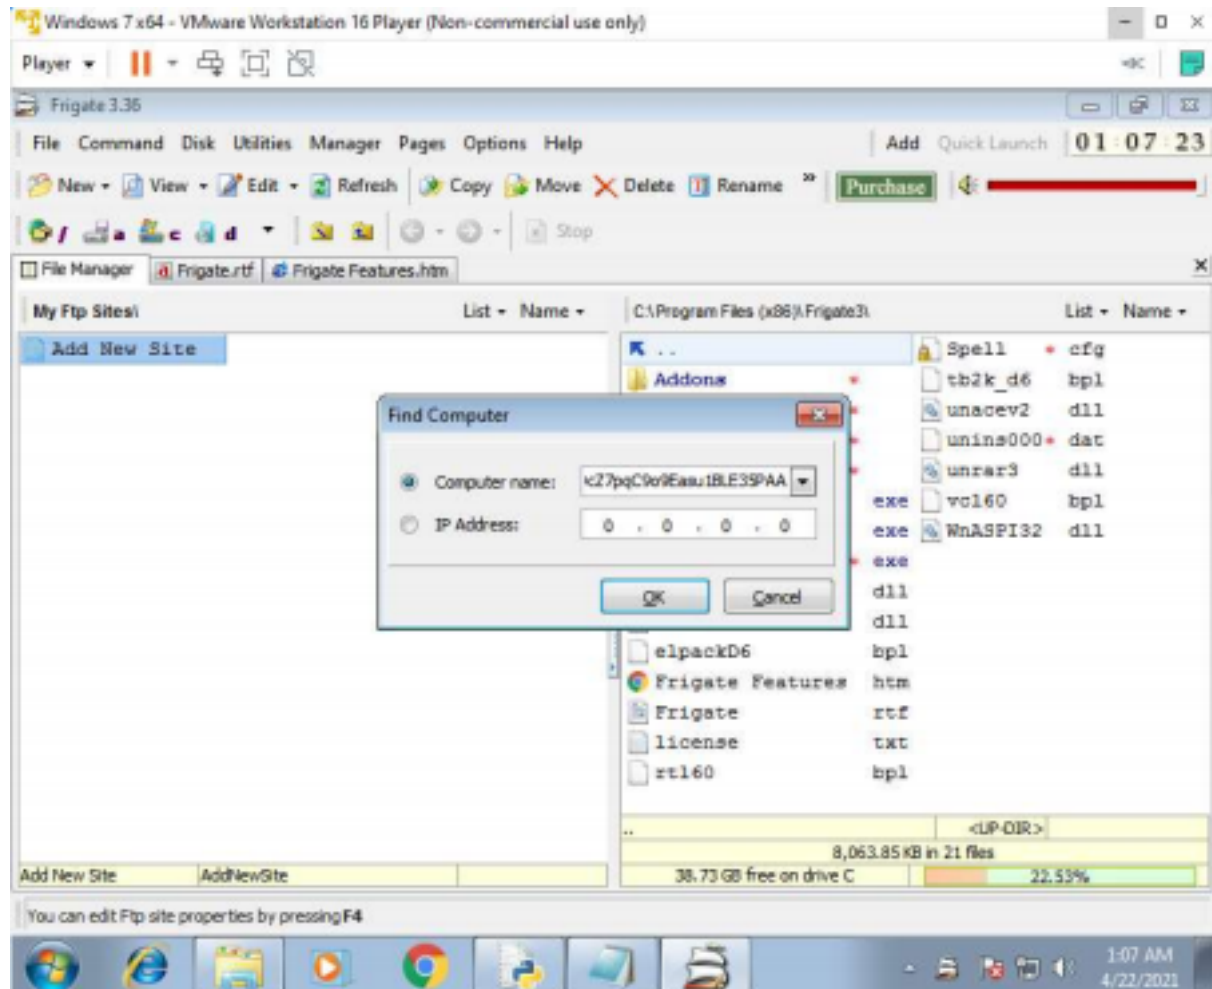 Windows 7 x64 - VMware Workstation 16 Player (Non-commercial use only)
Player
Frigate 3.36
File Command Disk Utilities Manager Pages Options Help Add Quick Launch 01:07:23
New View Edit Refresh Copy Move Delete Rename » Purchase
f a c d Stop
File Manager Frigate.rtf Frigate Features.htm
My Ftp Sites\ List Name C:\Program Files (x86)\Frigate3\ List Name
Add New Site .. Spell cfg
Addons tb2k_d6 bpl
Find Computer unacev2 dll
unins000 dat
Computer name: unrar3 dll
exe vcl60 bpl
IP Address: 0 . 0 . 0 . 0 exe WnASPI32 dll
exe
OK Cancel dll
dll
elpackD6 bpl
Frigate Features htm
Frigate rtf
license txt
rtl60 bpl
.. <UP-DIR>
8,063.85 KB in 21 files
Add New Site AddNewSite 38.73 GB free on drive C 22.53%
You can edit Ftp site properties by pressing F4
1:07 AM
4/22/2021